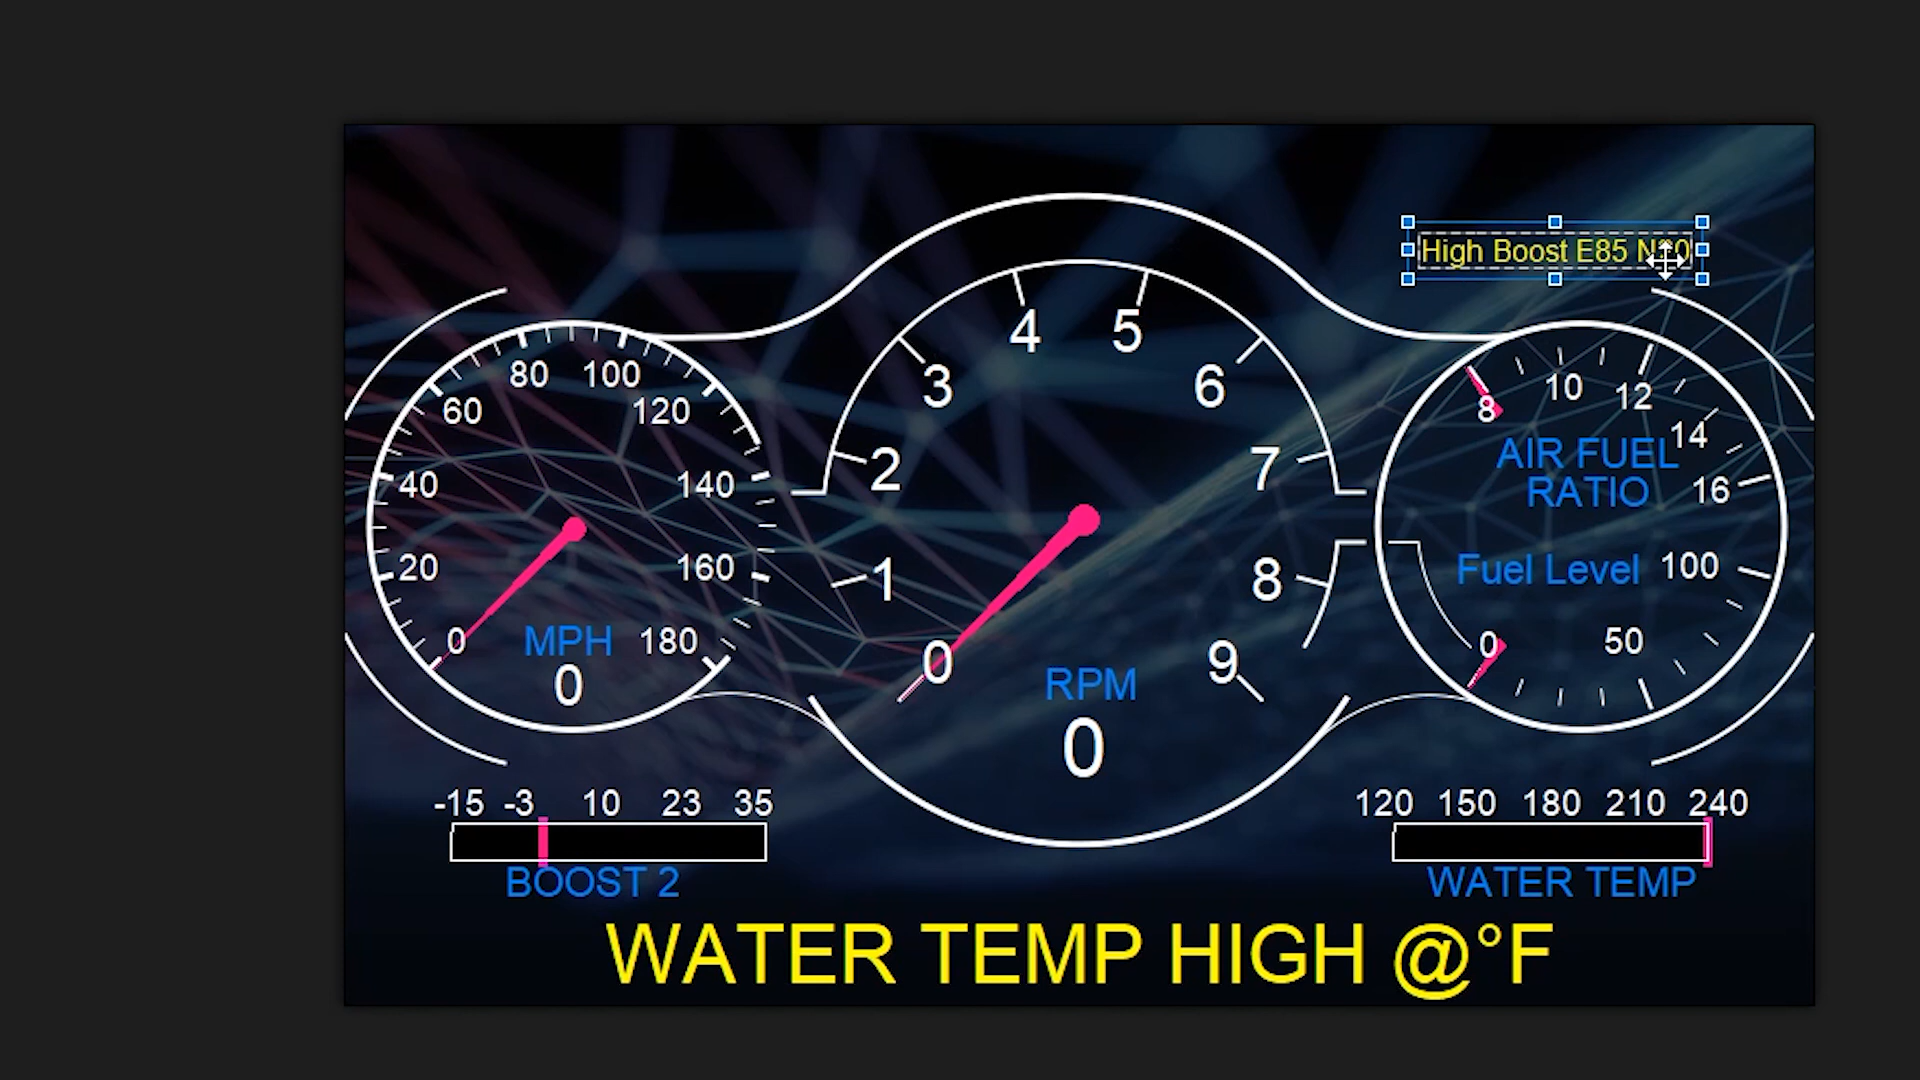 High Boost E85
80 100
60 120
40 140
20 160
0 180
MPH
0
4 5
3 6
2 7
1 8
0 9
RPM
0
8 10 12 14 16
AIR FUEL
RATIO
Fuel Level 100
0 50
-15 -3 10 23 35
BOOST 2
120 150 180 210 240
WATER TEMP
WATER TEMP HIGH @°F